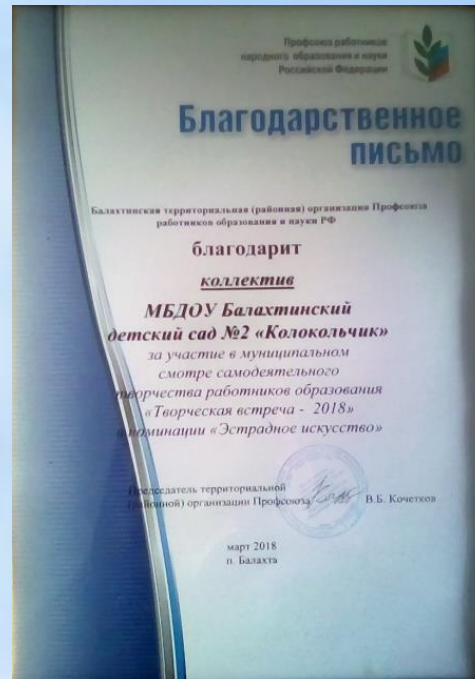 Профсоюз работников
народного образования и науки
Российской Федерации
Благодарственное
письмо
Балахтинская территориальная (районная) организация Профсоюза
работников образования и науки РФ
благодарит
коллектив
МБДОУ Балахтинский
детский сад №2 «Колокольчик»
за участие в муниципальном
смотре самодеятельного
творчества работников образования
«Творческая встреча - 2018»
в номинации «Эстрадное искусство»
Председатель территориальной
(районной) организации Профсоюза В.Б. Кочетков
март 2018
п. Балахта